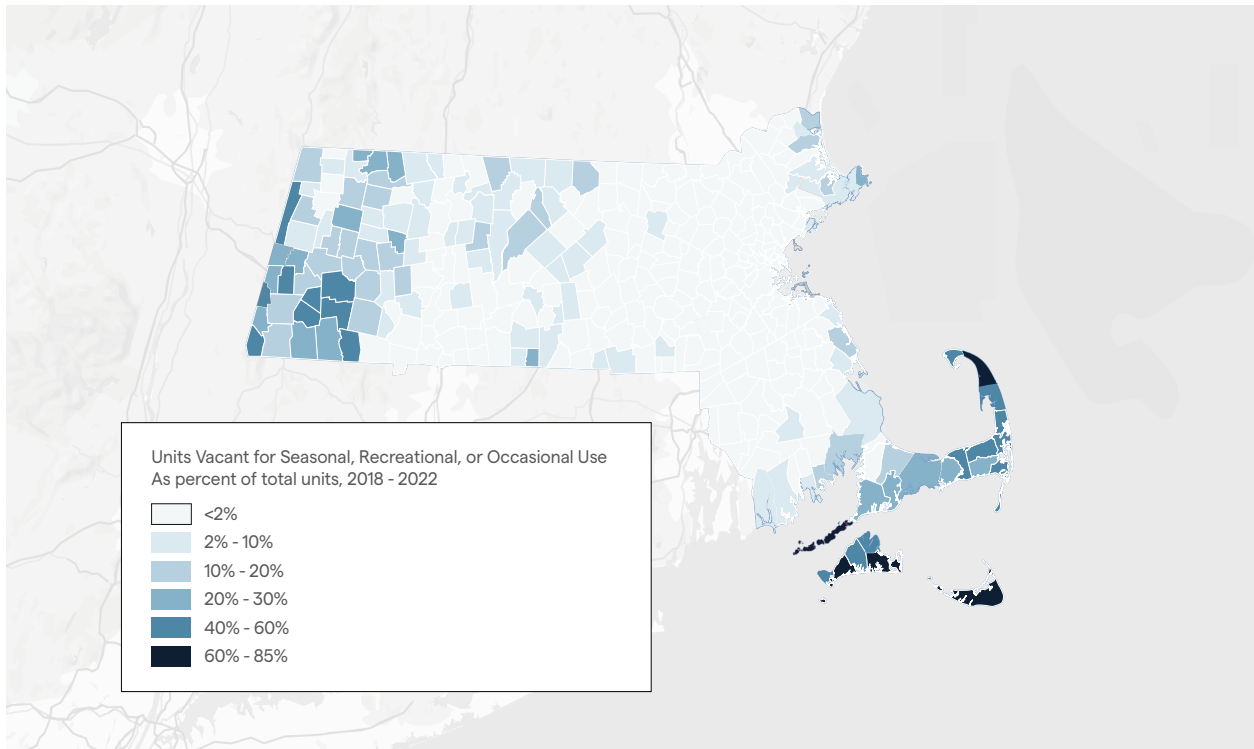 Units Vacant for Seasonal, Recreational, or Occasional Use
As percent of total units, 2018 - 2022
<2%
2% - 10%
10% - 20%
20% - 30%
40% - 60%
60% - 85%